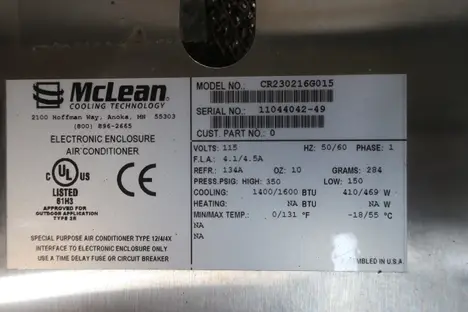 McLean
COOLING TECHNOLOGY
2100 Hoffman Way, Anoka, MN 55303
(800) 896-2665
ELECTRONIC ENCLOSURE
AIR CONDITIONER
C UL US
LISTED
81H3
APPROVED FOR
OUTDOOR APPLICATION
TYPE 3R
SPECIAL PURPOSE AIR CONDITIONER TYPE 12/4/4X
INTERFACE TO ELECTRONIC ENCLOSURE ONLY
USE A TIME DELAY FUSE OR CIRCUIT BREAKER
MODEL NO.: CR230216G015
SERIAL NO.: 11044042-49
CUST. PART NO.: 0
VOLTS: 115 HZ: 50/60 PHASE: 1
F.L.A.: 4.1/4.5A
REFR.: 134A OZ: 10 GRAMS: 284
PRESS.PSIG: HIGH: 350 LOW: 150
COOLING: 1400/1600 BTU 410/469 W
HEATING: NA BTU NA W
MIN/MAX TEMP.: 0/131 °F -18/55 °C
NA
NA
MBLED IN U.S.A.